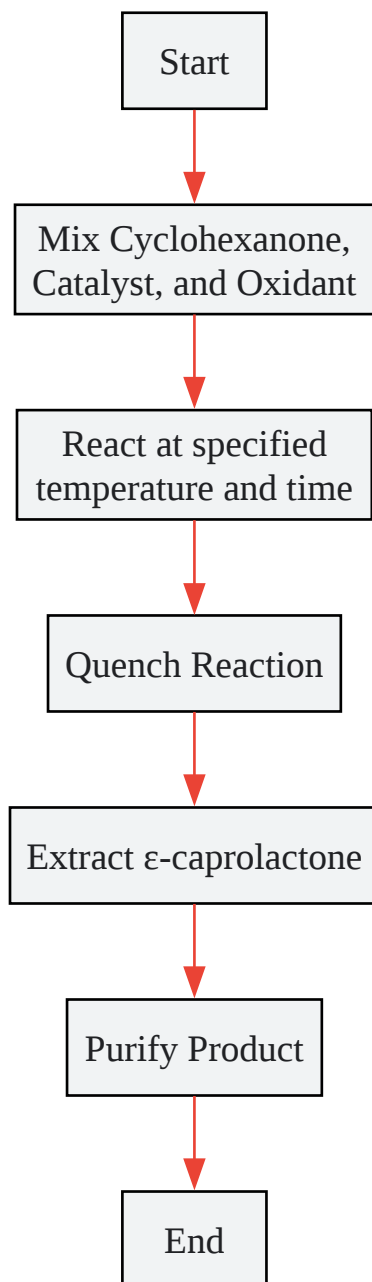 Start
Mix Cyclohexanone,
Catalyst, and Oxidant
React at specified
temperature and time
Quench Reaction
Extract ε-caprolactone
Purify Product
End